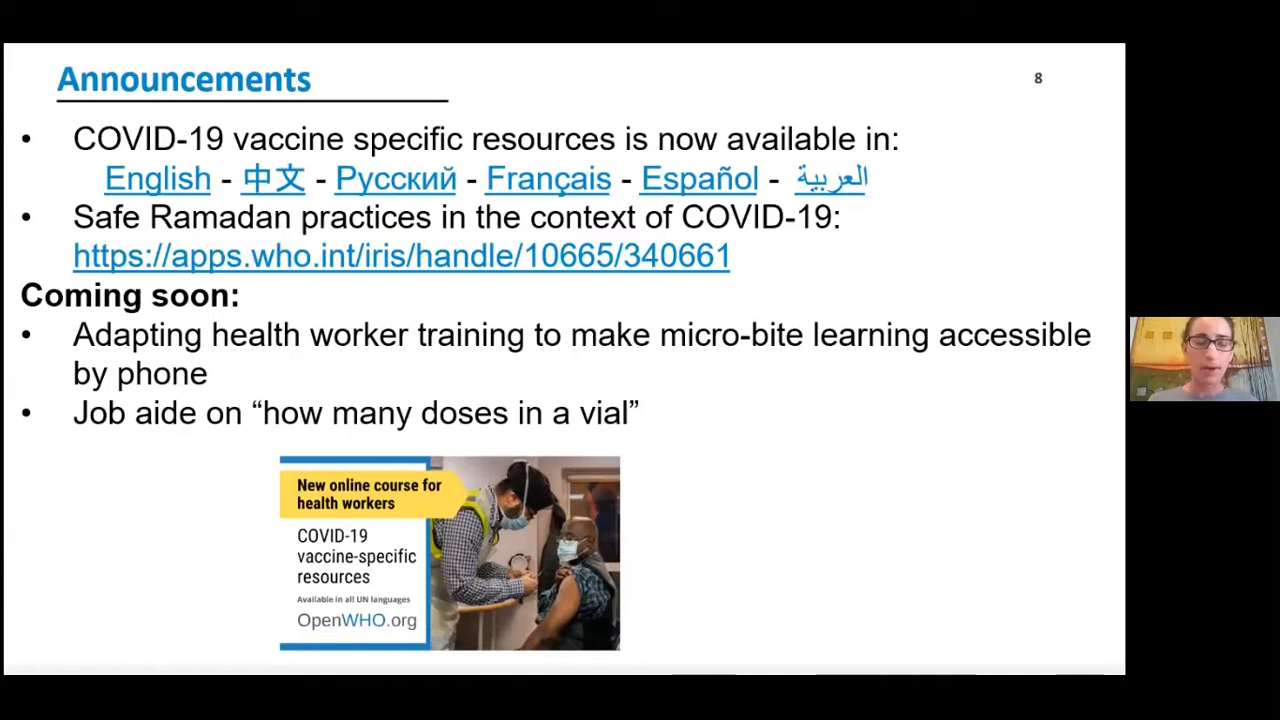 Announcements
8
• COVID-19 vaccine specific resources is now available in:
English - 中文 - Русский - Français - Español - العربية
• Safe Ramadan practices in the context of COVID-19:
https://apps.who.int/iris/handle/10665/340661
Coming soon:
• Adapting health worker training to make micro-bite learning accessible
by phone
• Job aide on “how many doses in a vial”
New online course for
health workers
COVID-19
vaccine-specific
resources
Available in all UN languages
OpenWHO.org